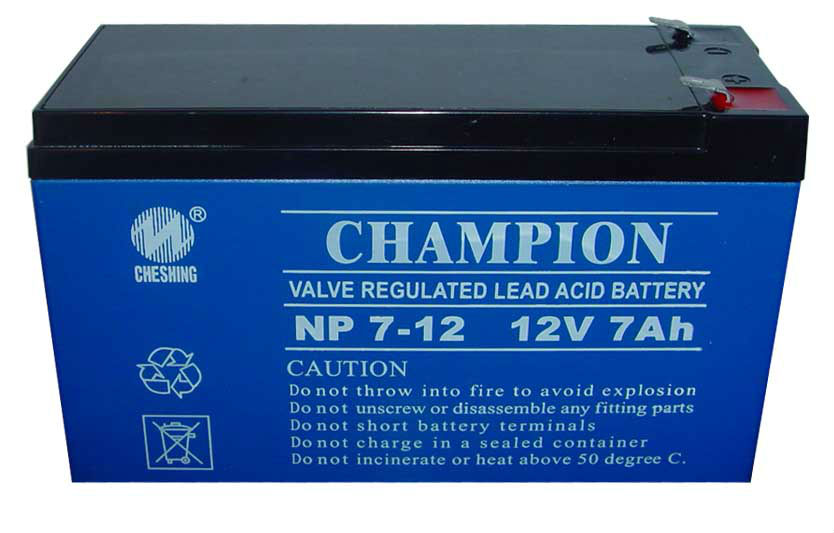 ®
CHESHING
CHAMPION
VALVE REGULATED LEAD ACID BATTERY
NP 7-12 12V 7Ah
CAUTION
Do not throw into fire to avoid explosion
Do not unscrew or disassemble any fitting parts
Do not short battery terminals
Do not charge in a sealed container
Do not incinerate or heat above 50 degree C.